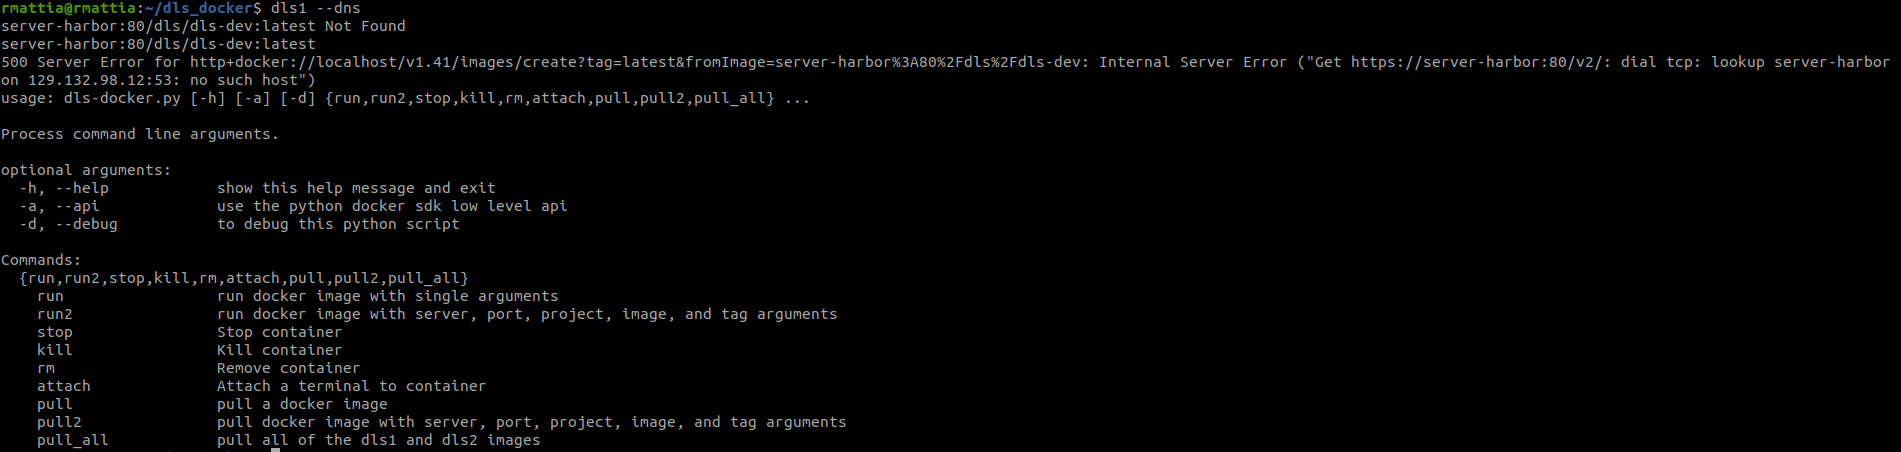 rmattia@rmattia:~/dls_docker$ dls1 --dns
server-harbor:80/dls/dls-dev:latest Not Found
server-harbor:80/dls/dls-dev:latest
500 Server Error for http+docker://localhost/v1.41/images/create?tag=latest&fromImage=server-harbor%3A80%2Fdls%2Fdls-dev: Internal Server Error ("Get https://server-harbor:80/v2/: dial tcp: lookup server-harbor
on 129.132.98.12:53: no such host")
usage: dls-docker.py [-h] [-a] [-d] {run,run2,stop,kill,rm,attach,pull,pull2,pull_all} ...
Process command line arguments.
optional arguments:
-h, --help show this help message and exit
-a, --api use the python docker sdk low level api
-d, --debug to debug this python script
Commands:
{run,run2,stop,kill,rm,attach,pull,pull2,pull_all}
run run docker image with single arguments
run2 run docker image with server, port, project, image, and tag arguments
stop Stop container
kill Kill container
rm Remove container
attach Attach a terminal to container
pull pull a docker image
pull2 pull docker image with server, port, project, image, and tag arguments
pull_all pull all of the dls1 and dls2 images